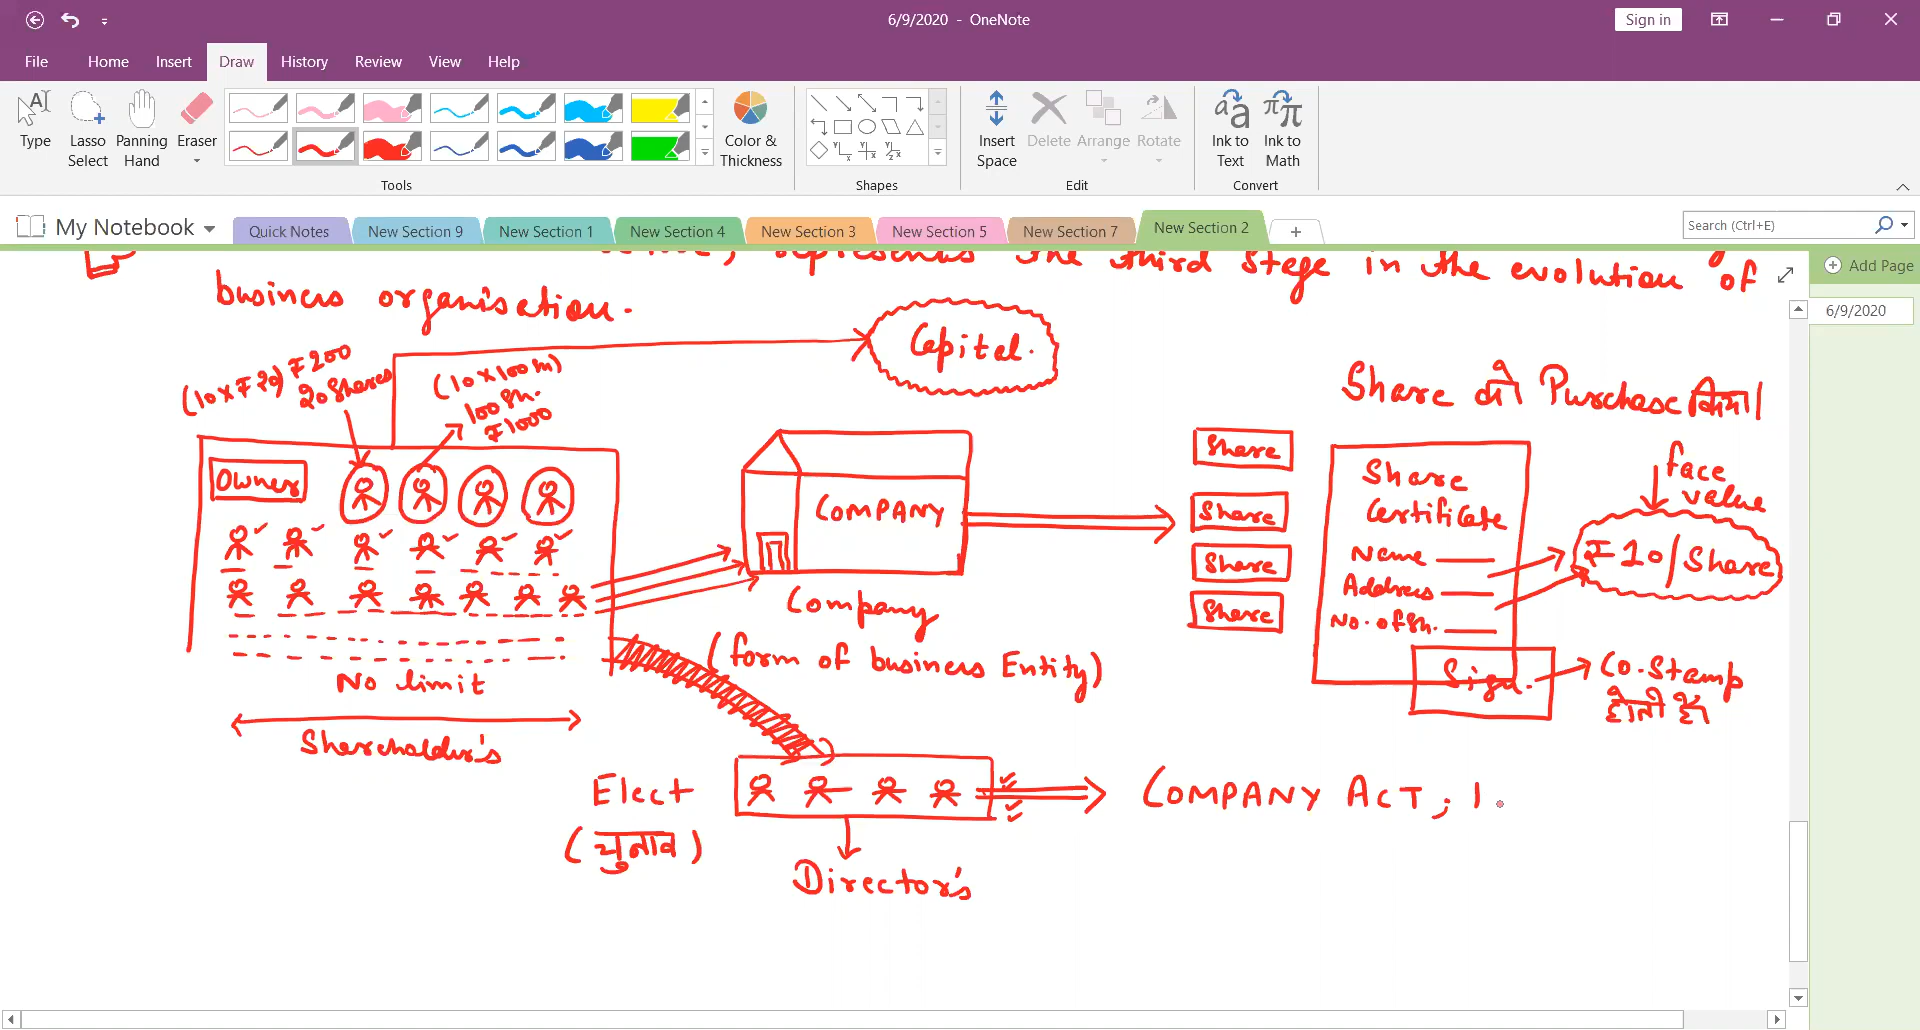 6/9/2020 - OneNote
Sign in
File Home Insert Draw History Review View Help
Type
Lasso Select
Panning Hand
Eraser
Color & Thickness
Insert Space
Delete
Arrange
Rotate
Ink to Text
Ink to Math
Tools
Shapes
Edit
Convert
My Notebook
Quick Notes
New Section 9
New Section 1
New Section 4
New Section 3
New Section 5
New Section 7
New Section 2
Search (Ctrl+E)
Add Page
6/9/2020
represents the third stage in the evolution of
business organisation.
Capital.
(10x₹20) ₹200
20 Shares
(10x100m)
100 Sh.
₹1000
Share को Purchase किया
Owner
COMPANY
Share
Share
Share
Share
Share
Certificate
Name
Address
No. of Sh.
Sign.
face
value
₹10/Share
Co. Stamp
होती है
Company
(form of business Entity)
No limit
Shareholder's
Elect
(चुनाव)
Director's
COMPANY ACT, 1